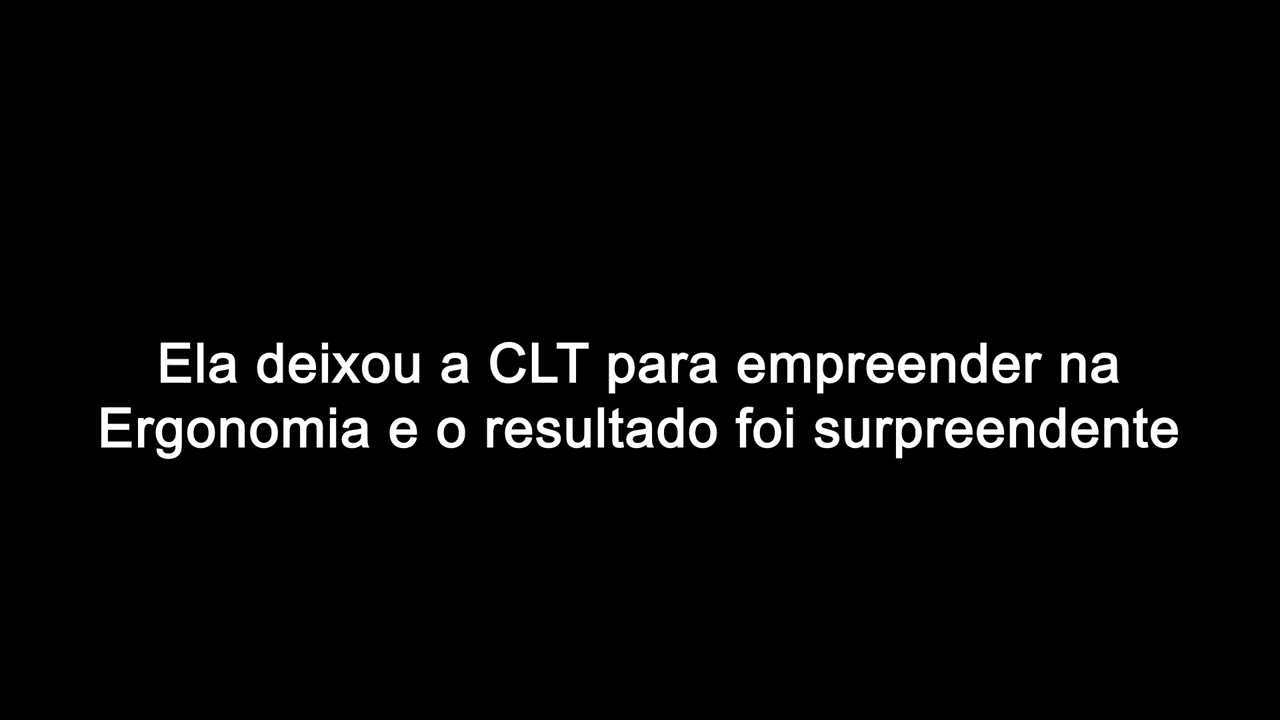 Ela deixou a CLT para empreender na
Ergonomia e o resultado foi surpreendente